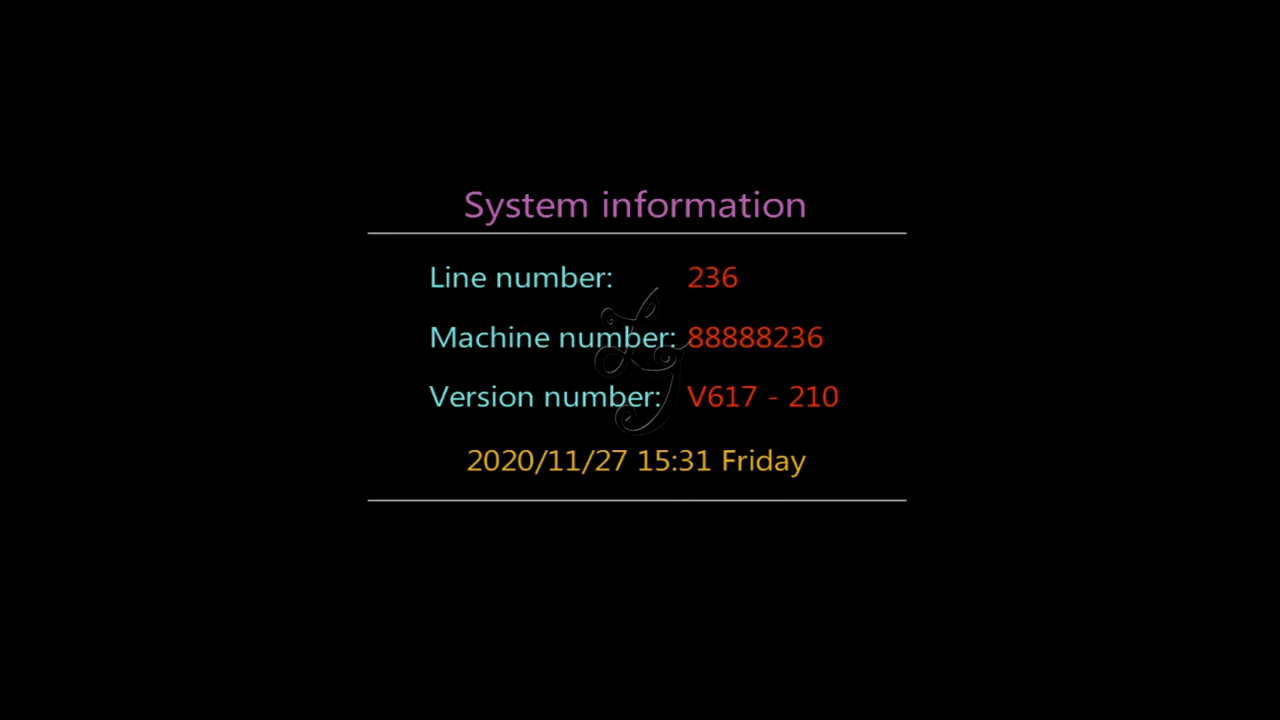 System information
Line number: 236
Machine number: 88888236
Version number: V617 - 210
2020/11/27 15:31 Friday